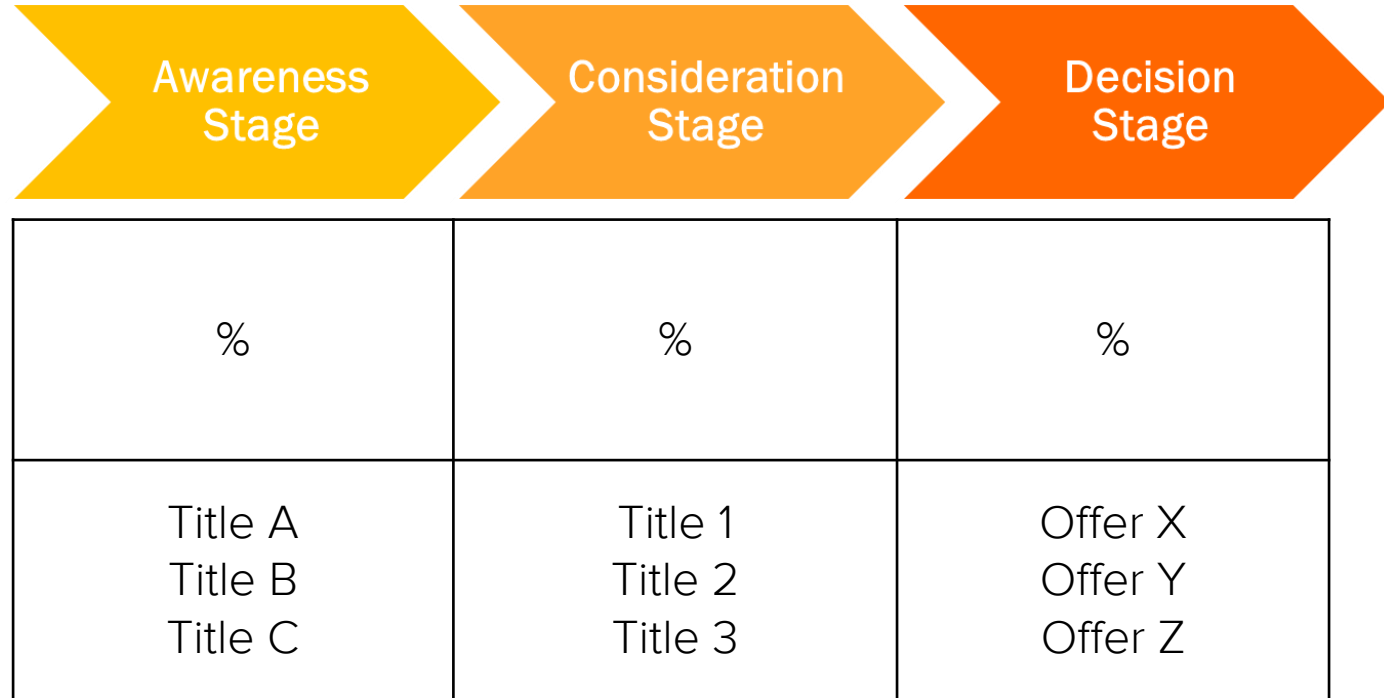 Awareness
Stage
Consideration
Stage
Decision
Stage
%
%
%
Title A
Title B
Title C
Title 1
Title 2
Title 3
Offer X
Offer Y
Offer Z